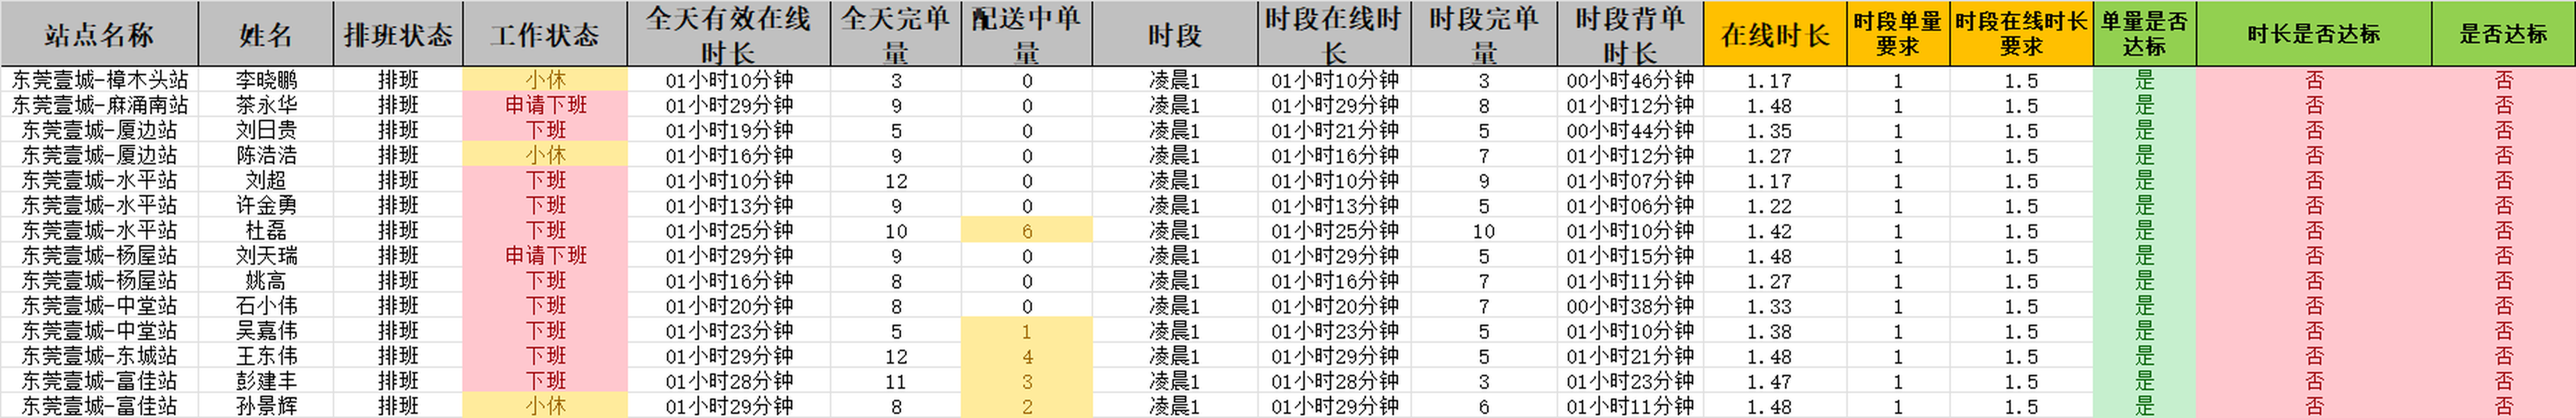 站点名称 姓名 排班状态 工作状态 全天有效在线时长 全天完单量 配送中单量 时段 时段在线时长 时段完单量 时段背单时长 在线时长 时段单量要求 时段在线时长要求 单量是否达标 时长是否达标 是否达标
东莞壹城-樟木头站 李晓鹏 排班 小休 01小时10分钟 3 0 凌晨1 01小时10分钟 3 00小时46分钟 1.17 1 1.5 是 否 否
东莞壹城-麻涌南站 茶永华 排班 申请下班 01小时29分钟 9 0 凌晨1 01小时29分钟 8 01小时12分钟 1.48 1 1.5 是 否 否
东莞壹城-厦边站 刘日贵 排班 下班 01小时19分钟 5 0 凌晨1 01小时21分钟 5 00小时44分钟 1.35 1 1.5 是 否 否
东莞壹城-厦边站 陈浩浩 排班 小休 01小时16分钟 9 0 凌晨1 01小时16分钟 7 01小时12分钟 1.27 1 1.5 是 否 否
东莞壹城-水平站 刘超 排班 下班 01小时10分钟 12 0 凌晨1 01小时10分钟 9 01小时07分钟 1.17 1 1.5 是 否 否
东莞壹城-水平站 许金勇 排班 下班 01小时13分钟 9 0 凌晨1 01小时13分钟 5 01小时06分钟 1.22 1 1.5 是 否 否
东莞壹城-水平站 杜磊 排班 下班 01小时25分钟 10 6 凌晨1 01小时25分钟 10 01小时10分钟 1.42 1 1.5 是 否 否
东莞壹城-杨屋站 刘天瑞 排班 申请下班 01小时29分钟 9 0 凌晨1 01小时29分钟 5 01小时15分钟 1.48 1 1.5 是 否 否
东莞壹城-杨屋站 姚高 排班 下班 01小时16分钟 8 0 凌晨1 01小时16分钟 7 01小时11分钟 1.27 1 1.5 是 否 否
东莞壹城-中堂站 石小伟 排班 下班 01小时20分钟 8 0 凌晨1 01小时20分钟 7 00小时38分钟 1.33 1 1.5 是 否 否
东莞壹城-中堂站 吴嘉伟 排班 下班 01小时23分钟 5 1 凌晨1 01小时23分钟 5 01小时10分钟 1.38 1 1.5 是 否 否
东莞壹城-东城站 王东伟 排班 下班 01小时29分钟 12 4 凌晨1 01小时29分钟 5 01小时21分钟 1.48 1 1.5 是 否 否
东莞壹城-富佳站 彭建丰 排班 下班 01小时28分钟 11 3 凌晨1 01小时28分钟 3 01小时23分钟 1.47 1 1.5 是 否 否
东莞壹城-富佳站 孙景辉 排班 小休 01小时29分钟 8 2 凌晨1 01小时29分钟 6 01小时11分钟 1.48 1 1.5 是 否 否